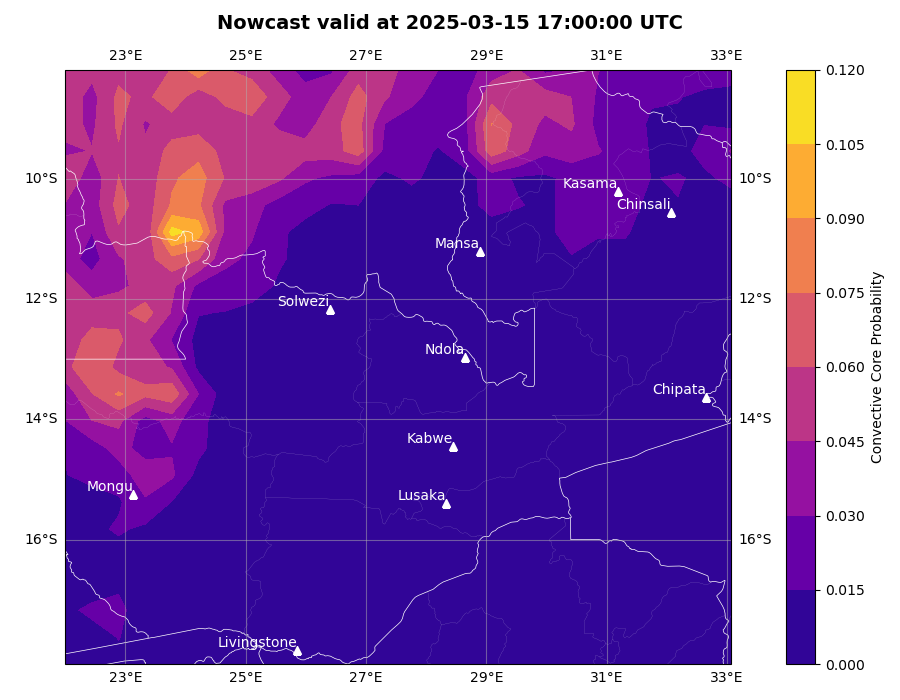 Nowcast valid at 2025-03-15 17:00:00 UTC
23°E 25°E 27°E 29°E 31°E 33°E
0.120
0.105
10°S Kasama 10°S
Chinsali
0.090
Mansa
12°S 12°S
0.075
Solwezi
Ndola
0.060
Chipata
14°S 14°S
Kabwe
0.045
Mongu
Lusaka
0.030
16°S 16°S
0.015
Livingstone
0.000
23°E 25°E 27°E 29°E 31°E 33°E
Convective Core Probability